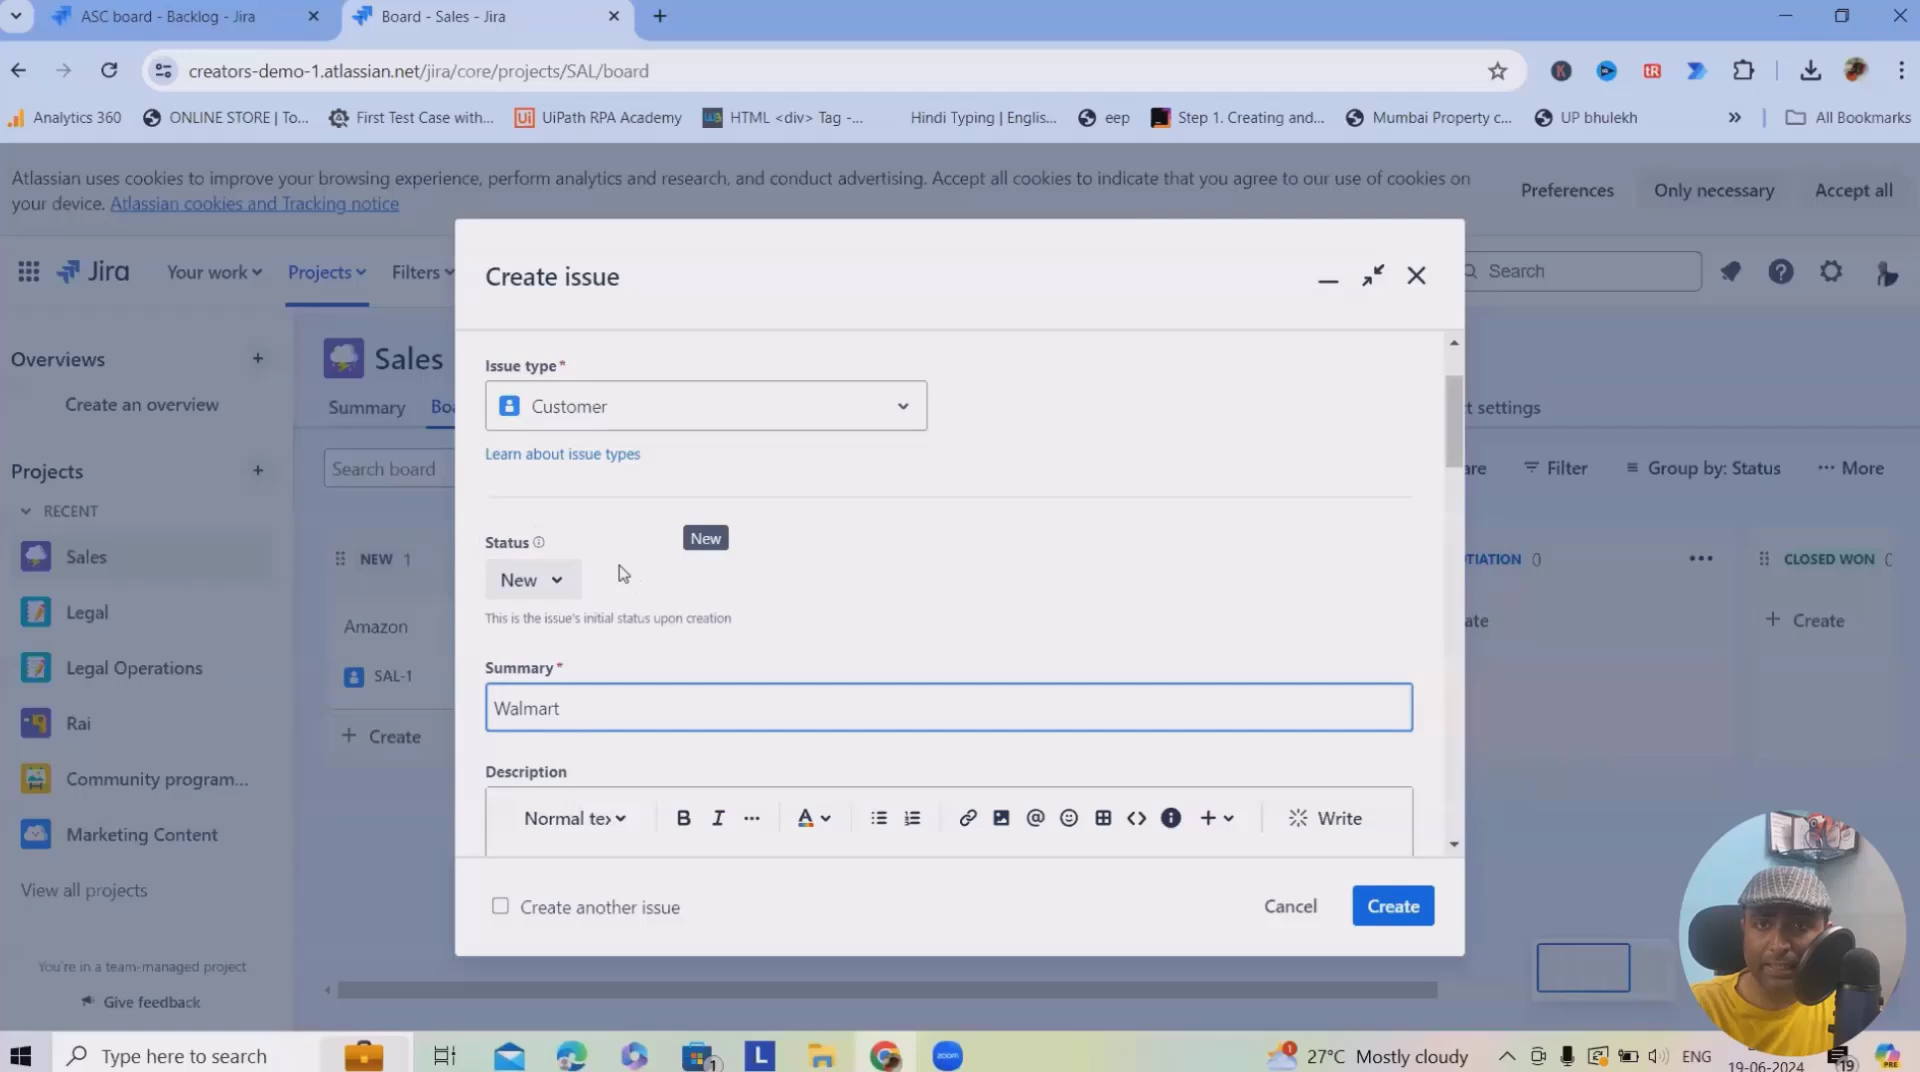 ASC board - Backlog - Jira
Board - Sales - Jira
creators-demo-1.atlassian.net/jira/core/projects/SAL/board
Analytics 360
ONLINE STORE | To...
First Test Case with...
UiPath RPA Academy
HTML <div> Tag -...
Hindi Typing | Englis...
eep
Step 1. Creating and...
Mumbai Property c...
UP bhulekh
All Bookmarks
Atlassian uses cookies to improve your browsing experience, perform analytics and research, and conduct advertising. Accept all cookies to indicate that you agree to our use of cookies on
your device. Atlassian cookies and Tracking notice
Preferences
Only necessary
Accept all
Jira
Your work
Projects
Filters
Search
Create issue
Overviews
Create an overview
Projects
RECENT
Sales
Legal
Legal Operations
Rai
Community program...
Marketing Content
View all projects
You're in a team-managed project
Give feedback
Sales
Summary
Boa
t settings
Search board
are
Filter
Group by: Status
More
NEW 1
Amazon
SAL-1
+ Create
TIATION 0
ate
CLOSED WON
+ Create
Issue type*
Customer
Learn about issue types
Status
New
New
This is the issue's initial status upon creation
Summary*
Walmart
Description
Normal tex
B I ... A
Write
Create another issue
Cancel
Create
Type here to search
L
zoom
27°C Mostly cloudy
ENG
19-06-2024
19
PRE